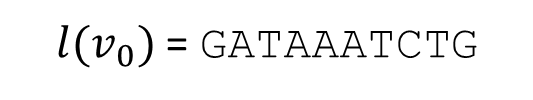 l(v₀) = GATAAATCTG